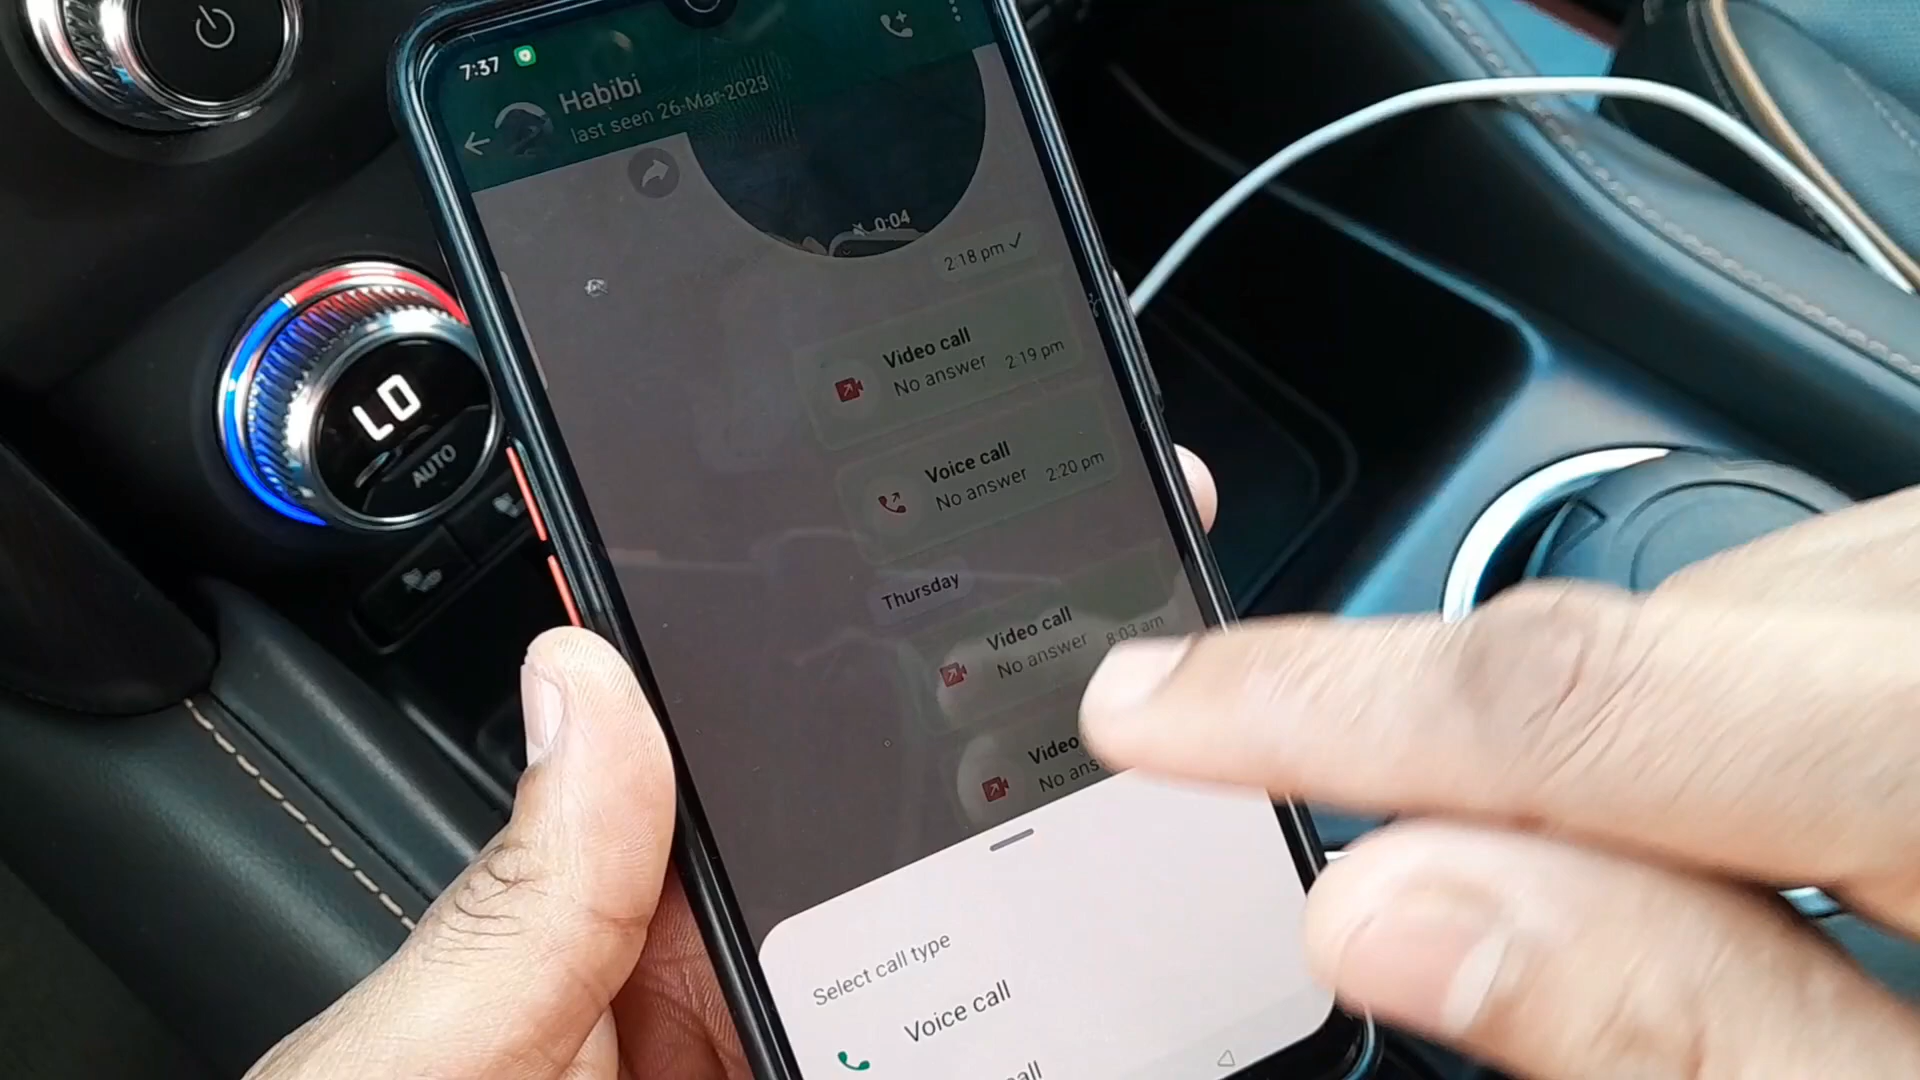 7:37
Habibi
last seen 26-Mar-2023
0:04
2:18 pm
Video call
No answer 2:19 pm
Voice call
No answer 2:20 pm
Thursday
Video call
No answer 8:03 am
Video
No ans
Select call type
Voice call
LO
AUTO